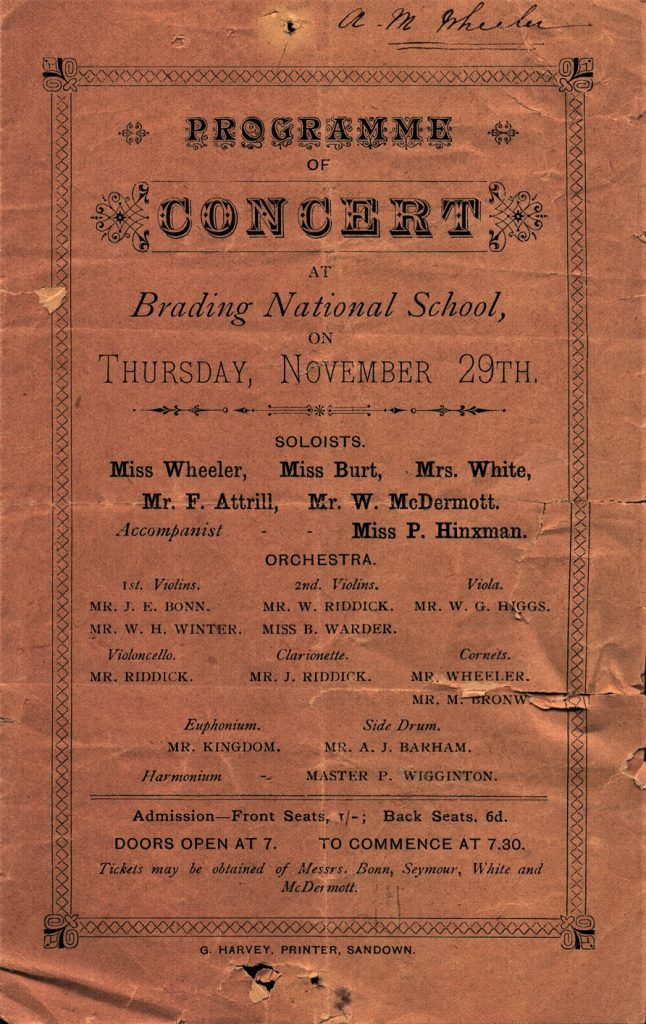 A. M Wheeler
PROGRAMME
OF
CONCERT
AT
Brading National School,
ON
THURSDAY, NOVEMBER 29TH.
SOLOISTS.
Miss Wheeler, Miss Burt, Mrs. White,
Mr. F. Attrill, Mr. W. McDermott.
Accompanist - - Miss P. Hinxman.
ORCHESTRA.
1st. Violins. 2nd. Violins. Viola.
MR. J. E. BONN. MR. W. RIDDICK. MR. W. G. HIGGS.
MR. W. H. WINTER. MISS B. WARDER.
Violoncello. Clarionette. Cornets.
MR. RIDDICK. MR. J. RIDDICK. MR. WHEELER.
MR. M. BRONW.
Euphonium. Side Drum.
MR. KINGDOM. MR. A. J. BARHAM.
Harmonium - MASTER P. WIGGINTON.
Admission—Front Seats, 1/-; Back Seats, 6d.
DOORS OPEN AT 7. TO COMMENCE AT 7.30.
Tickets may be obtained of Messrs. Bonn, Seymour, White and
McDermott.
G. HARVEY, PRINTER, SANDOWN.